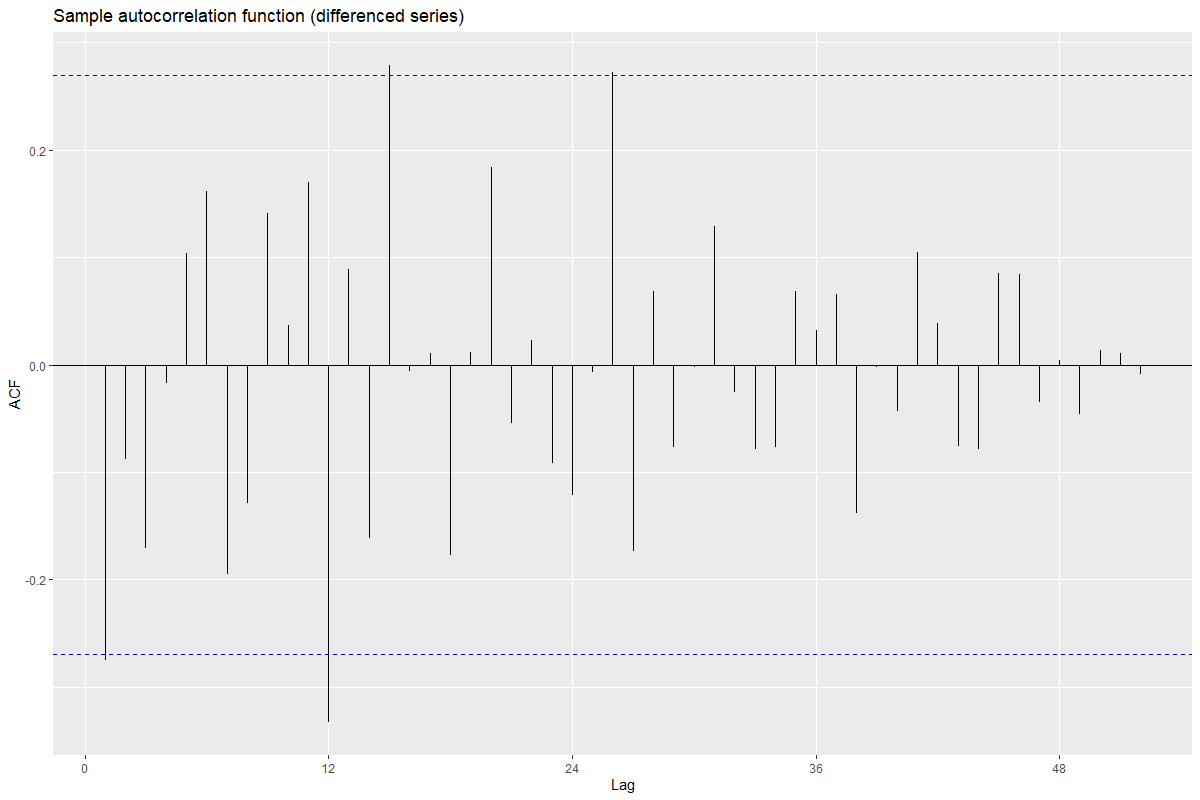 Sample autocorrelation function (differenced series)
0.2
0.0
-0.2
ACF
0 12 24 36 48
Lag